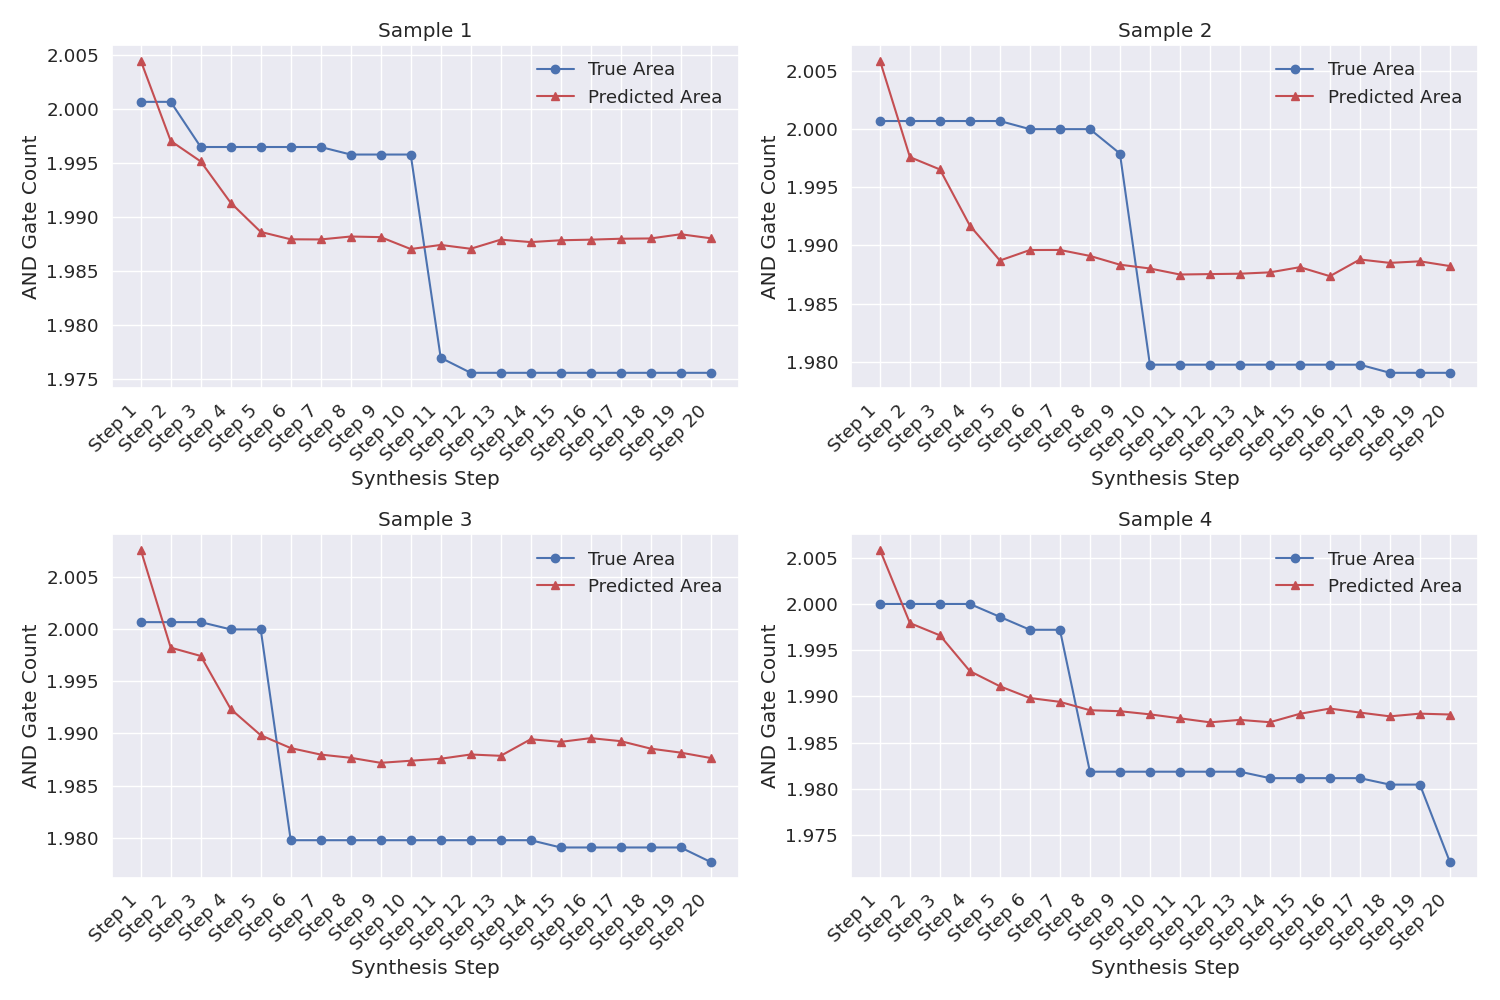 Sample 1
2.005
2.000
1.995
1.990
1.985
1.980
1.975
AND Gate Count
True Area
Predicted Area
Step 1
Step 2
Step 3
Step 4
Step 5
Step 6
Step 7
Step 8
Step 9
Step 10
Step 11
Step 12
Step 13
Step 14
Step 15
Step 16
Step 17
Step 18
Step 19
Step 20
Synthesis Step
Sample 2
2.005
2.000
1.995
1.990
1.985
1.980
AND Gate Count
True Area
Predicted Area
Step 1
Step 2
Step 3
Step 4
Step 5
Step 6
Step 7
Step 8
Step 9
Step 10
Step 11
Step 12
Step 13
Step 14
Step 15
Step 16
Step 17
Step 18
Step 19
Step 20
Synthesis Step
Sample 3
2.005
2.000
1.995
1.990
1.985
1.980
AND Gate Count
True Area
Predicted Area
Step 1
Step 2
Step 3
Step 4
Step 5
Step 6
Step 7
Step 8
Step 9
Step 10
Step 11
Step 12
Step 13
Step 14
Step 15
Step 16
Step 17
Step 18
Step 19
Step 20
Synthesis Step
Sample 4
2.005
2.000
1.995
1.990
1.985
1.980
1.975
AND Gate Count
True Area
Predicted Area
Step 1
Step 2
Step 3
Step 4
Step 5
Step 6
Step 7
Step 8
Step 9
Step 10
Step 11
Step 12
Step 13
Step 14
Step 15
Step 16
Step 17
Step 18
Step 19
Step 20
Synthesis Step